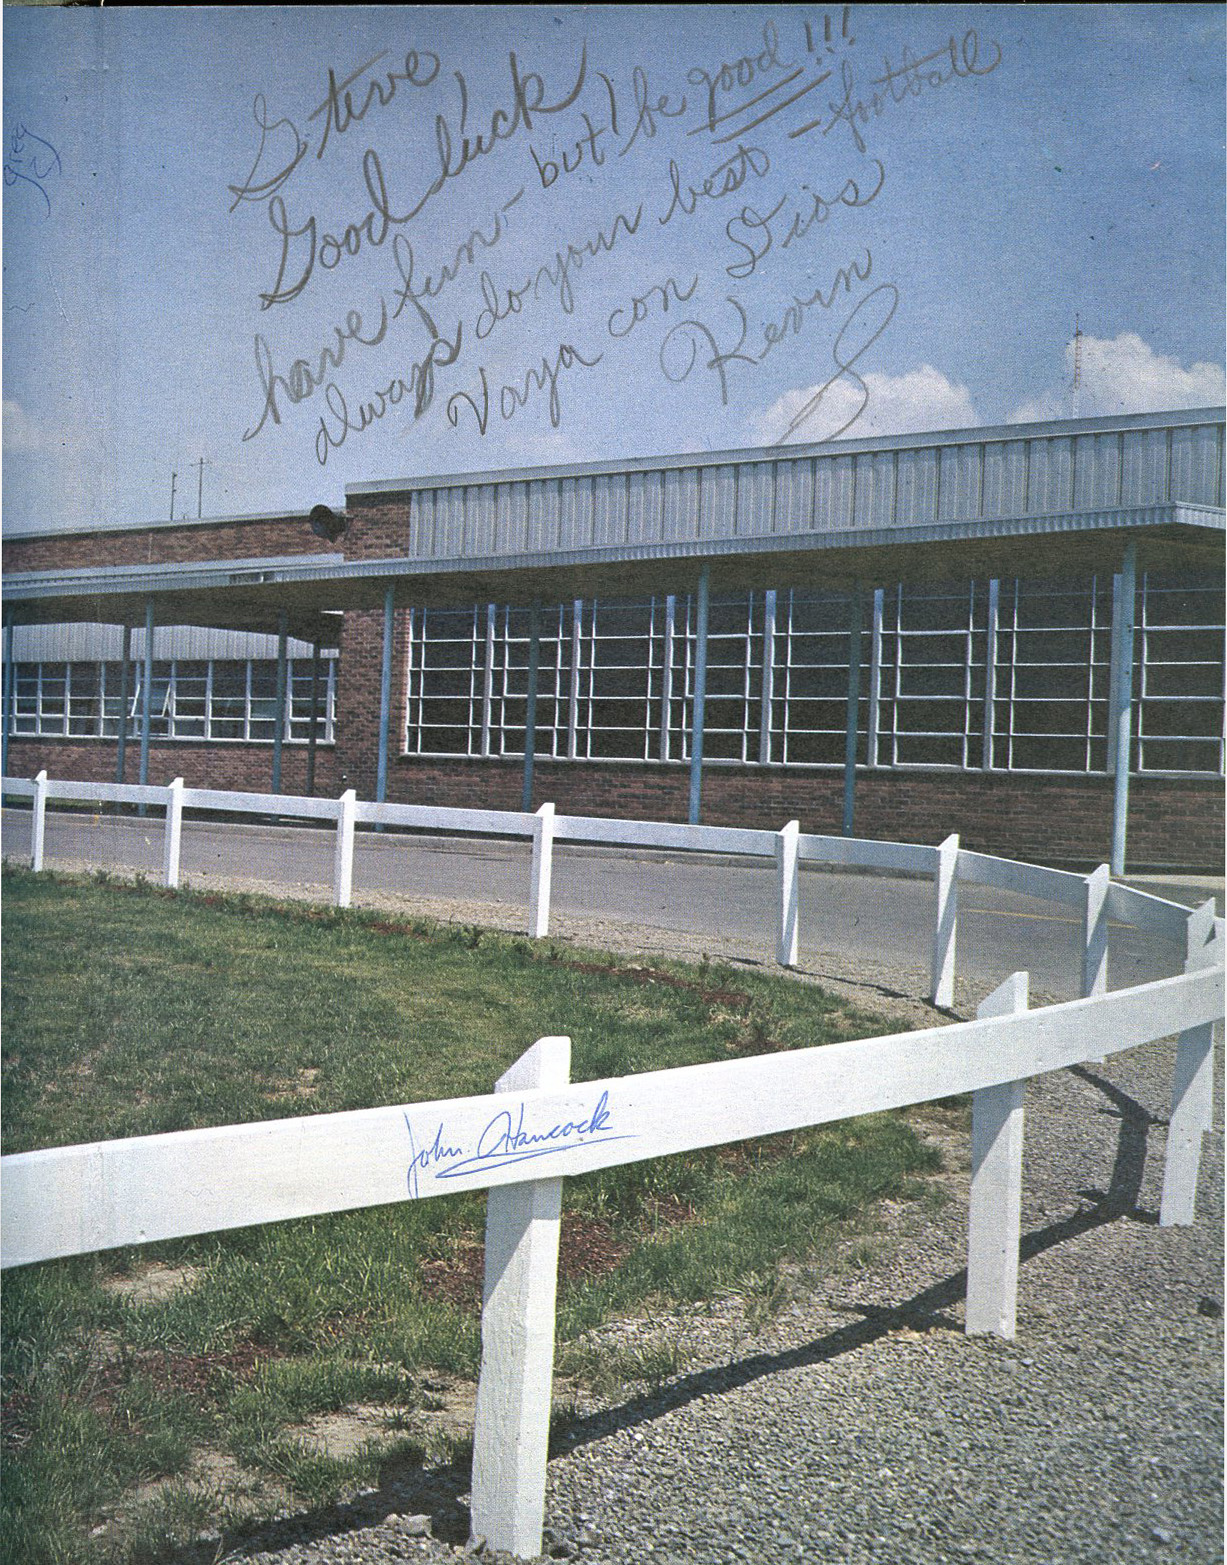 Steve
Good luck
have fun - but be good!!!
always do your best - football
Vaya con Dios
Kevin
John Hancock